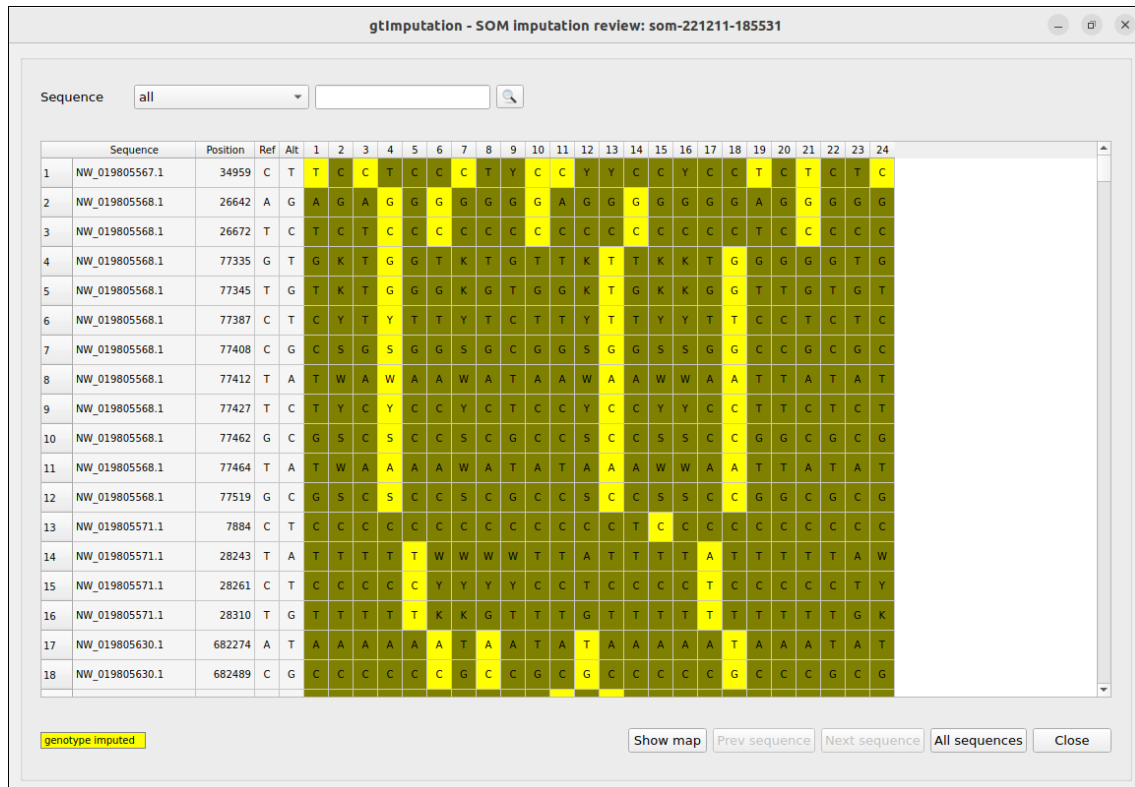 gtImputation - SOM imputation review: som-221211-185531
Sequence all
Sequence Position Ref Alt 1 2 3 4 5 6 7 8 9 10 11 12 13 14 15 16 17 18 19 20 21 22 23 24
1 NW_019805567.1 34959 C T T C C T C C C T Y C C Y Y C C Y C C T C T C T C
2 NW_019805568.1 26642 A G A G A G G G G G G G A G G G G G G G A G G G G G
3 NW_019805568.1 26672 T C T C T C C C C C C C C C C C C C C C T C C C C C
4 NW_019805568.1 77335 G T G K T G G T K T G T T K T T K K T G G G G G T G
5 NW_019805568.1 77345 T G T K T G G G K G T G G K T G K K G G T T G T G T
6 NW_019805568.1 77387 C T C Y T Y T T Y T C T T Y T T Y Y T T C C T C T C
7 NW_019805568.1 77408 C G C S G S G G S G C G G S G G S S G G C C G C G C
8 NW_019805568.1 77412 T A T W A W A A W A T A A W A A W W A A T T A T A T
9 NW_019805568.1 77427 T C T Y C Y C C Y C T C C Y C C Y Y C C T T C T C T
10 NW_019805568.1 77462 G C G S C S C C S C G C C S C C S S C C G G C G C G
11 NW_019805568.1 77464 T A T W A A A A W A T A T A A A W W A A T T A T A T
12 NW_019805568.1 77519 G C G S C S C C S C G C C S C C S S C C G G C G C G
13 NW_019805571.1 7884 C T C C C C C C C C C C C C C T C C C C C C C C C C
14 NW_019805571.1 28243 T A T T T T T W W W W T T A T T T T A T T T T T A W
15 NW_019805571.1 28261 C T C C C C C Y Y Y Y C C T C C C C T C C C C C T Y
16 NW_019805571.1 28310 T G T T T T T K K G T T T G T T T T T T T T T T G K
17 NW_019805630.1 682274 A T A A A A A A T A A T A T A A A A A T A A A T A T
18 NW_019805630.1 682489 C G C C C C C C G C C G C G C C C C C G C C C G C G
genotype imputed Show map Prev sequence Next sequence All sequences Close